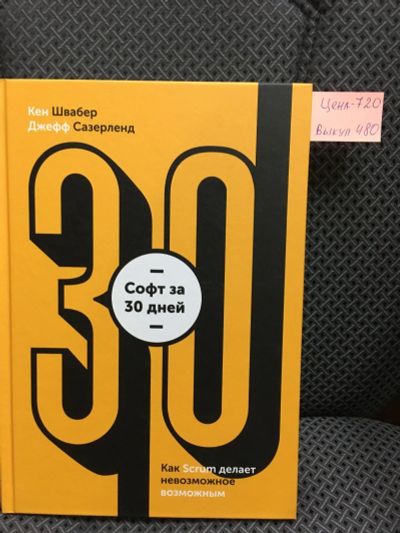 Кен Швабер
Джефф Сазерленд
Цена-720
Выкуп 480
30
Софт за
30 дней
Как Scrum делает
невозможное
возможным